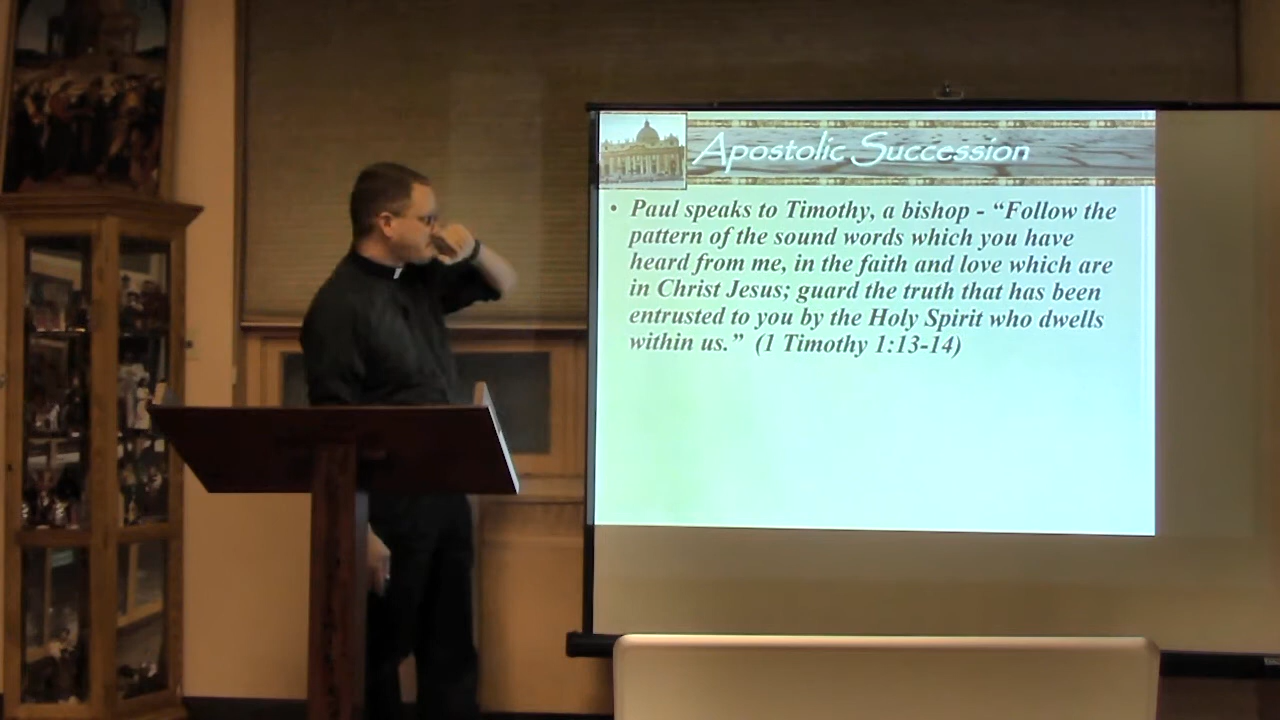 Apostolic Succession
• Paul speaks to Timothy, a bishop - “Follow the
pattern of the sound words which you have
heard from me, in the faith and love which are
in Christ Jesus; guard the truth that has been
entrusted to you by the Holy Spirit who dwells
within us.” (1 Timothy 1:13-14)